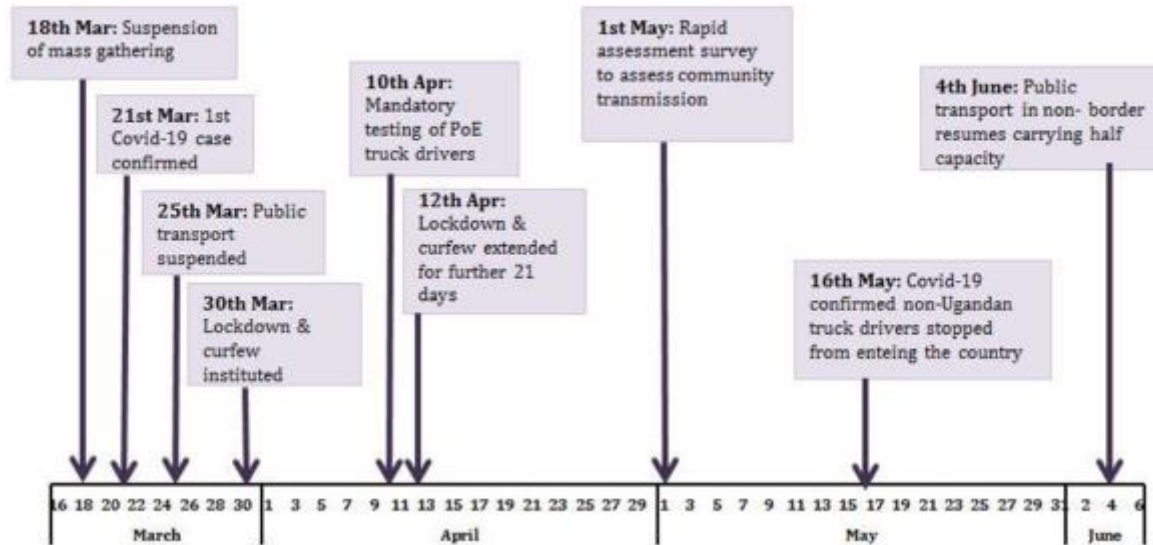 18th Mar: Suspension
of mass gathering
21st Mar: 1st
Covid-19 case
confirmed
25th Mar: Public
transport
suspended
30th Mar:
Lockdown &
curfew
instituted
10th Apr:
Mandatory
testing of PoE
truck drivers
12th Apr:
Lockdown &
curfew extended
for further 21
days
1st May: Rapid
assessment survey
to assess community
transmission
16th May: Covid-19
confirmed non-Ugandan
truck drivers stopped
from enteing the country
4th June: Public
transport in non- border
resumes carrying half
capacity
16 18 20 22 24 26 28 30 1 3 5 7 9 11 13 15 17 19 21 23 25 27 29 1 3 5 7 9 11 13 15 17 19 21 23 25 27 29 31 2 4 6
March April May June